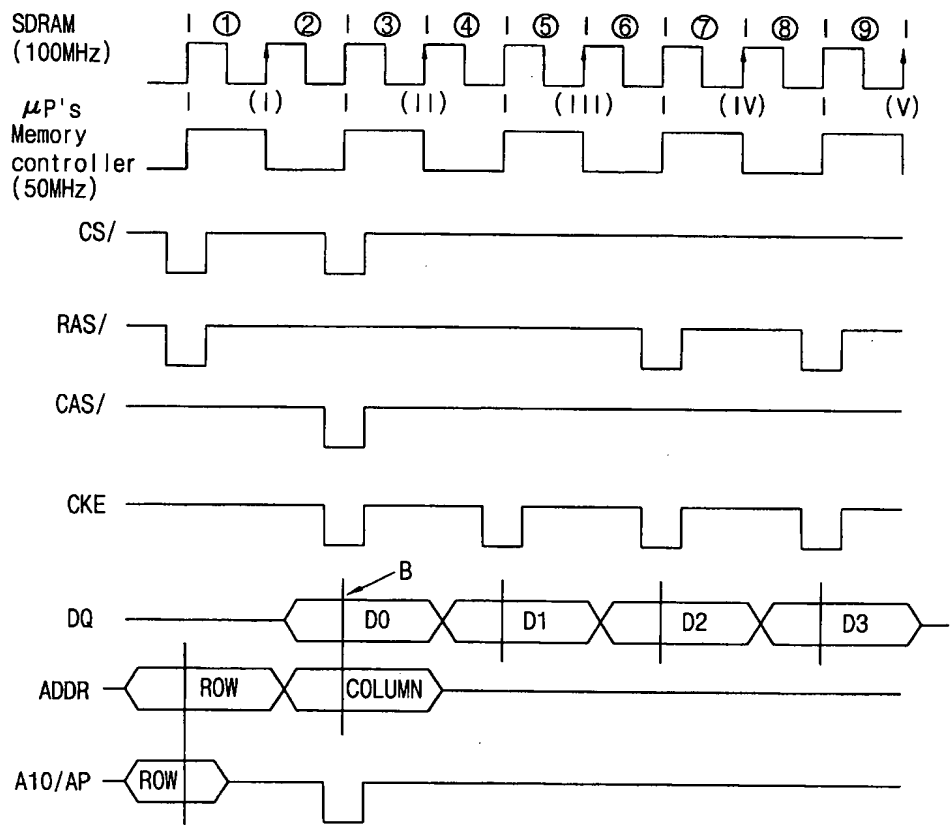 SDRAM
(100MHz)
① ② ③ ④ ⑤ ⑥ ⑦ ⑧ ⑨
(I) (II) (III) (IV) (V)
μP's
Memory
controller
(50MHz)
CS/
RAS/
CAS/
CKE
B
DQ D0 D1 D2 D3
ADDR ROW COLUMN
A10/AP ROW